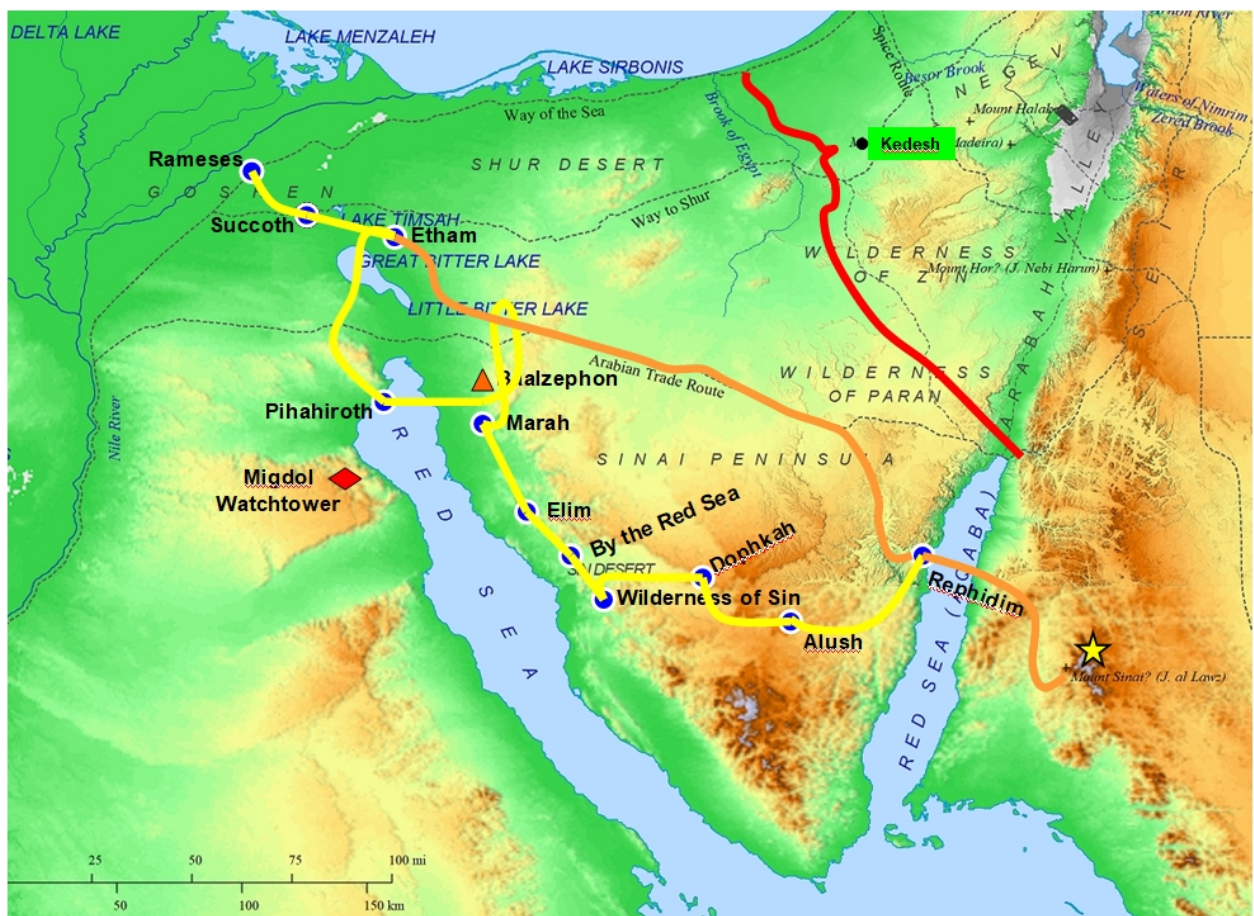 DELTA LAKE
LAKE MENZALEH
LAKE SIRBONIS
Way of the Sea
Spice Route
Besor Brook
NEGEV
Mount Halak
Waters of Nimrim
Zered Brook
Rameses
GOSHEN
SHUR DESERT
Brook of Egypt
Kedesh
Madeira)
Succoth
LAKE TIMSAH
Etham
Way to Shur
GREAT BITTER LAKE
WILDERNESS
OF ZIN
Mount Hor? (J. Nebi Harun)
ARABAH VALLEY
SEIR
LITTLE BITTER LAKE
Arabian Trade Route
Baalzephon
WILDERNESS
OF PARAN
Pihahiroth
Marah
Nile River
SINAI PENINSULA
Migdol
Watchtower
RED SEA
Elim
By the Red Sea
SIN DESERT
Dophkah
Wilderness of Sin
Alush
Rephidim
RED SEA (AQABA)
Mount Sinai? (J. al Lawz)
25 50 75 100 mi
50 100 150 km